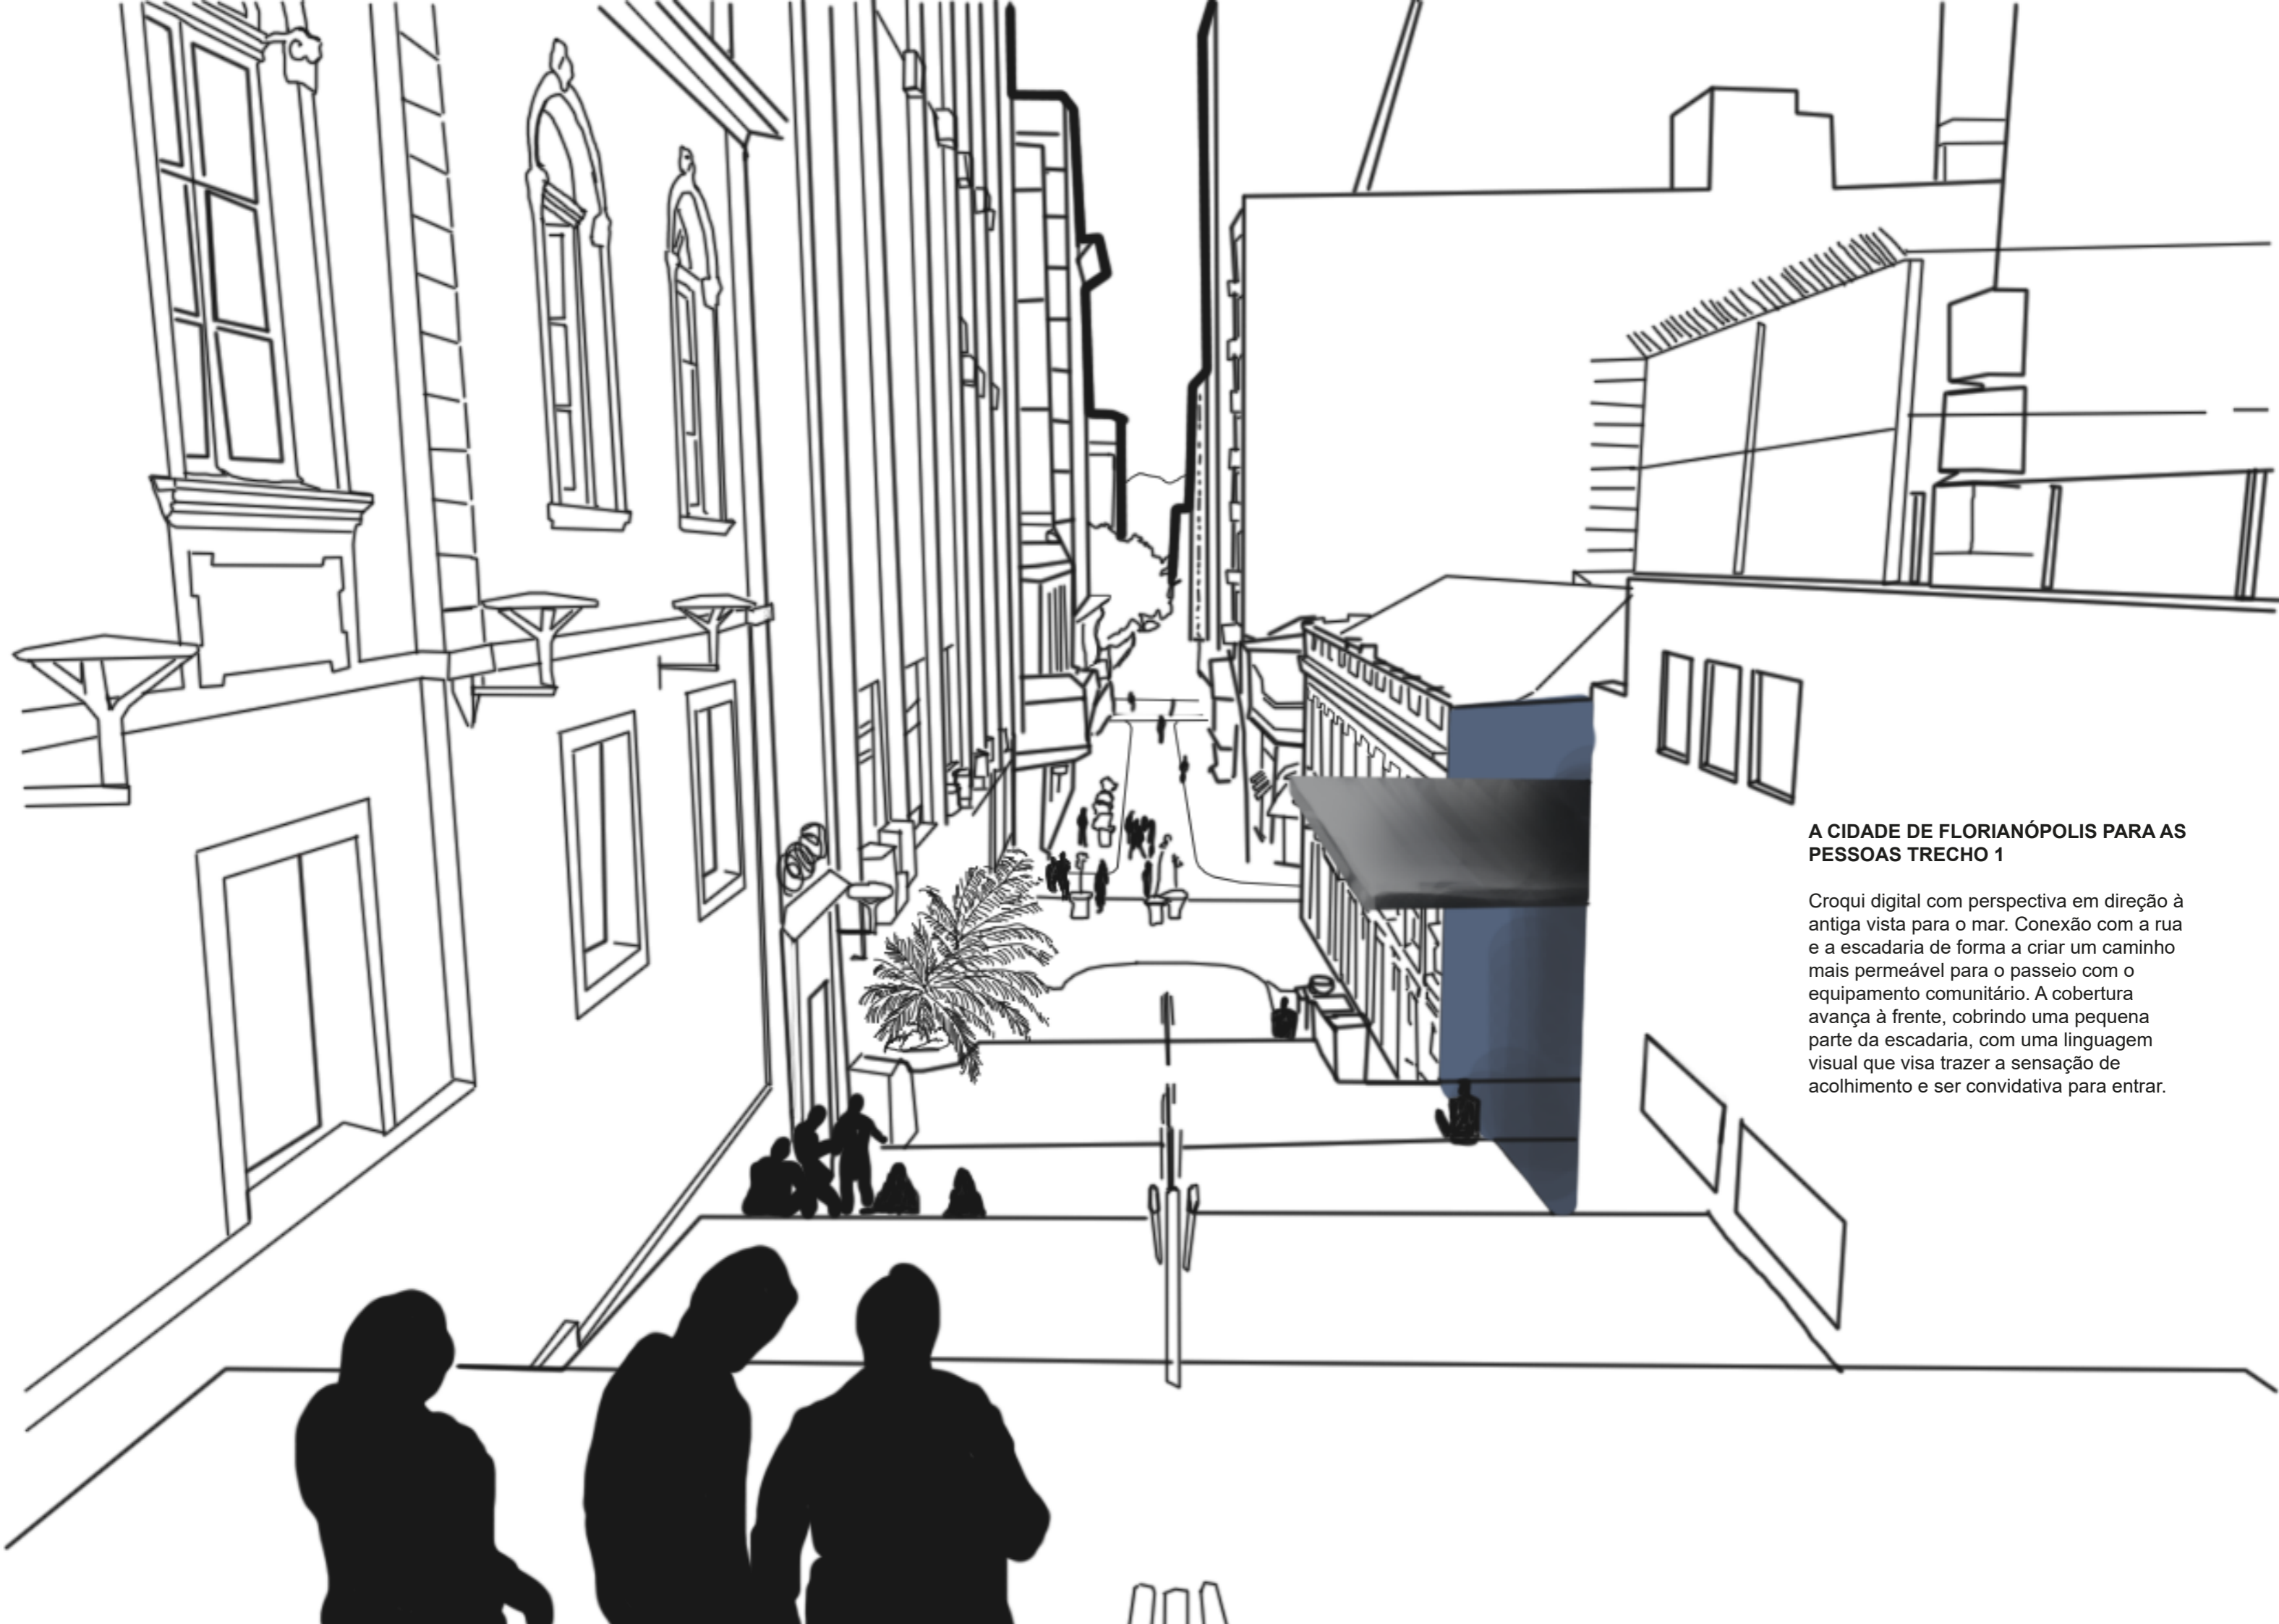 A CIDADE DE FLORIANÓPOLIS PARA AS
PESSOAS TRECHO 1
Croqui digital com perspectiva em direção à
antiga vista para o mar. Conexão com a rua
e a escadaria de forma a criar um caminho
mais permeável para o passeio com o
equipamento comunitário. A cobertura
avança à frente, cobrindo uma pequena
parte da escadaria, com uma linguagem
visual que visa trazer a sensação de
acolhimento e ser convidativa para entrar.